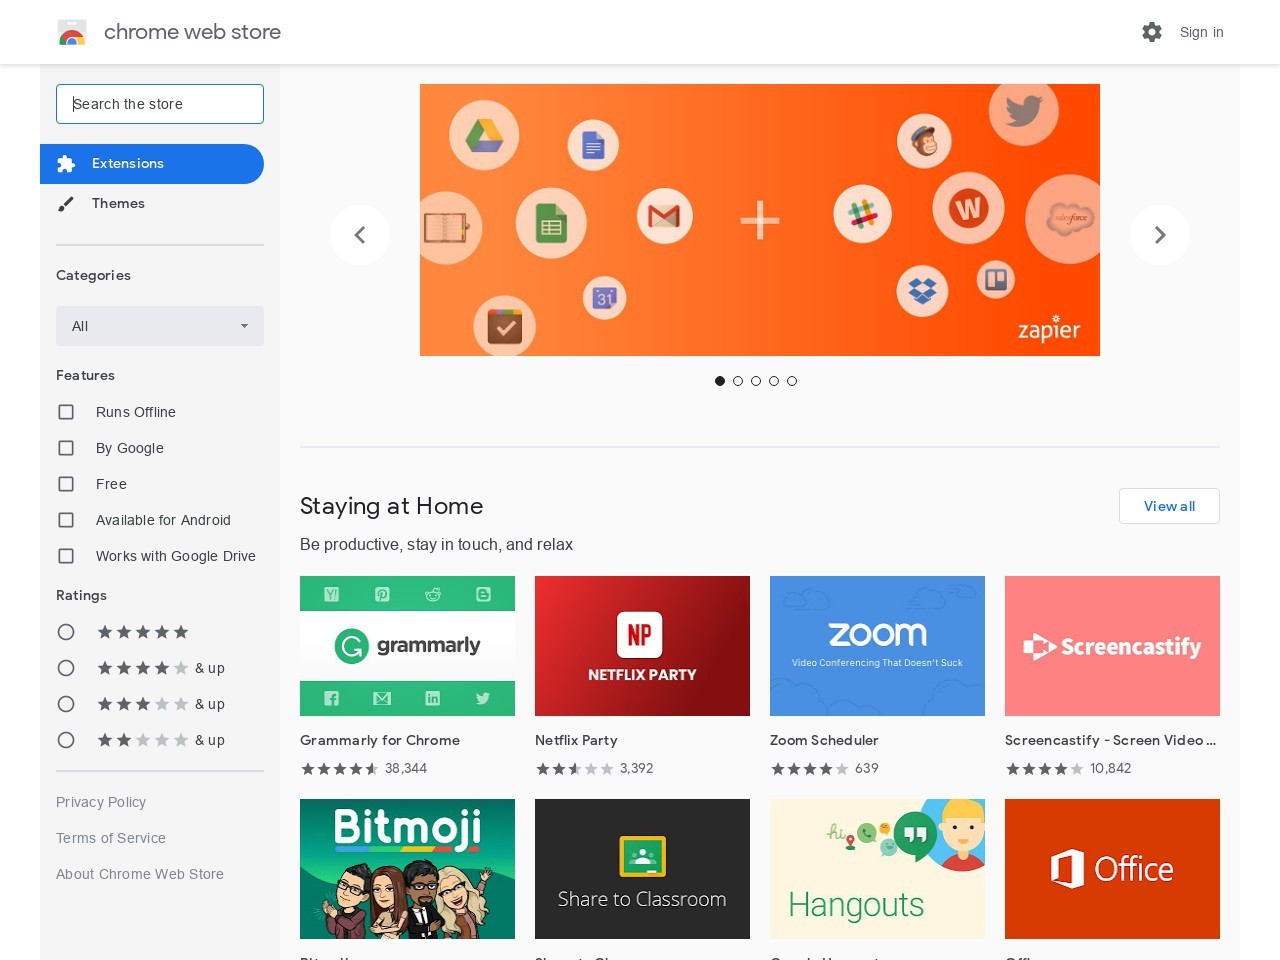 chrome web store
Sign in
Search the store
Extensions
Themes
Categories
All
Features
Runs Offline
By Google
Free
Available for Android
Works with Google Drive
Ratings
& up
& up
& up
Privacy Policy
Terms of Service
About Chrome Web Store
31
W
salesforce
zapier
Staying at Home
View all
Be productive, stay in touch, and relax
grammarly
Grammarly for Chrome
38,344
NP
NETFLIX PARTY
Netflix Party
3,392
zoom
Video Conferencing That Doesn't Suck
Zoom Scheduler
639
Screencastify
Screencastify - Screen Video ...
10,842
Bitmoji
Share to Classroom
hi
Hangouts
Office